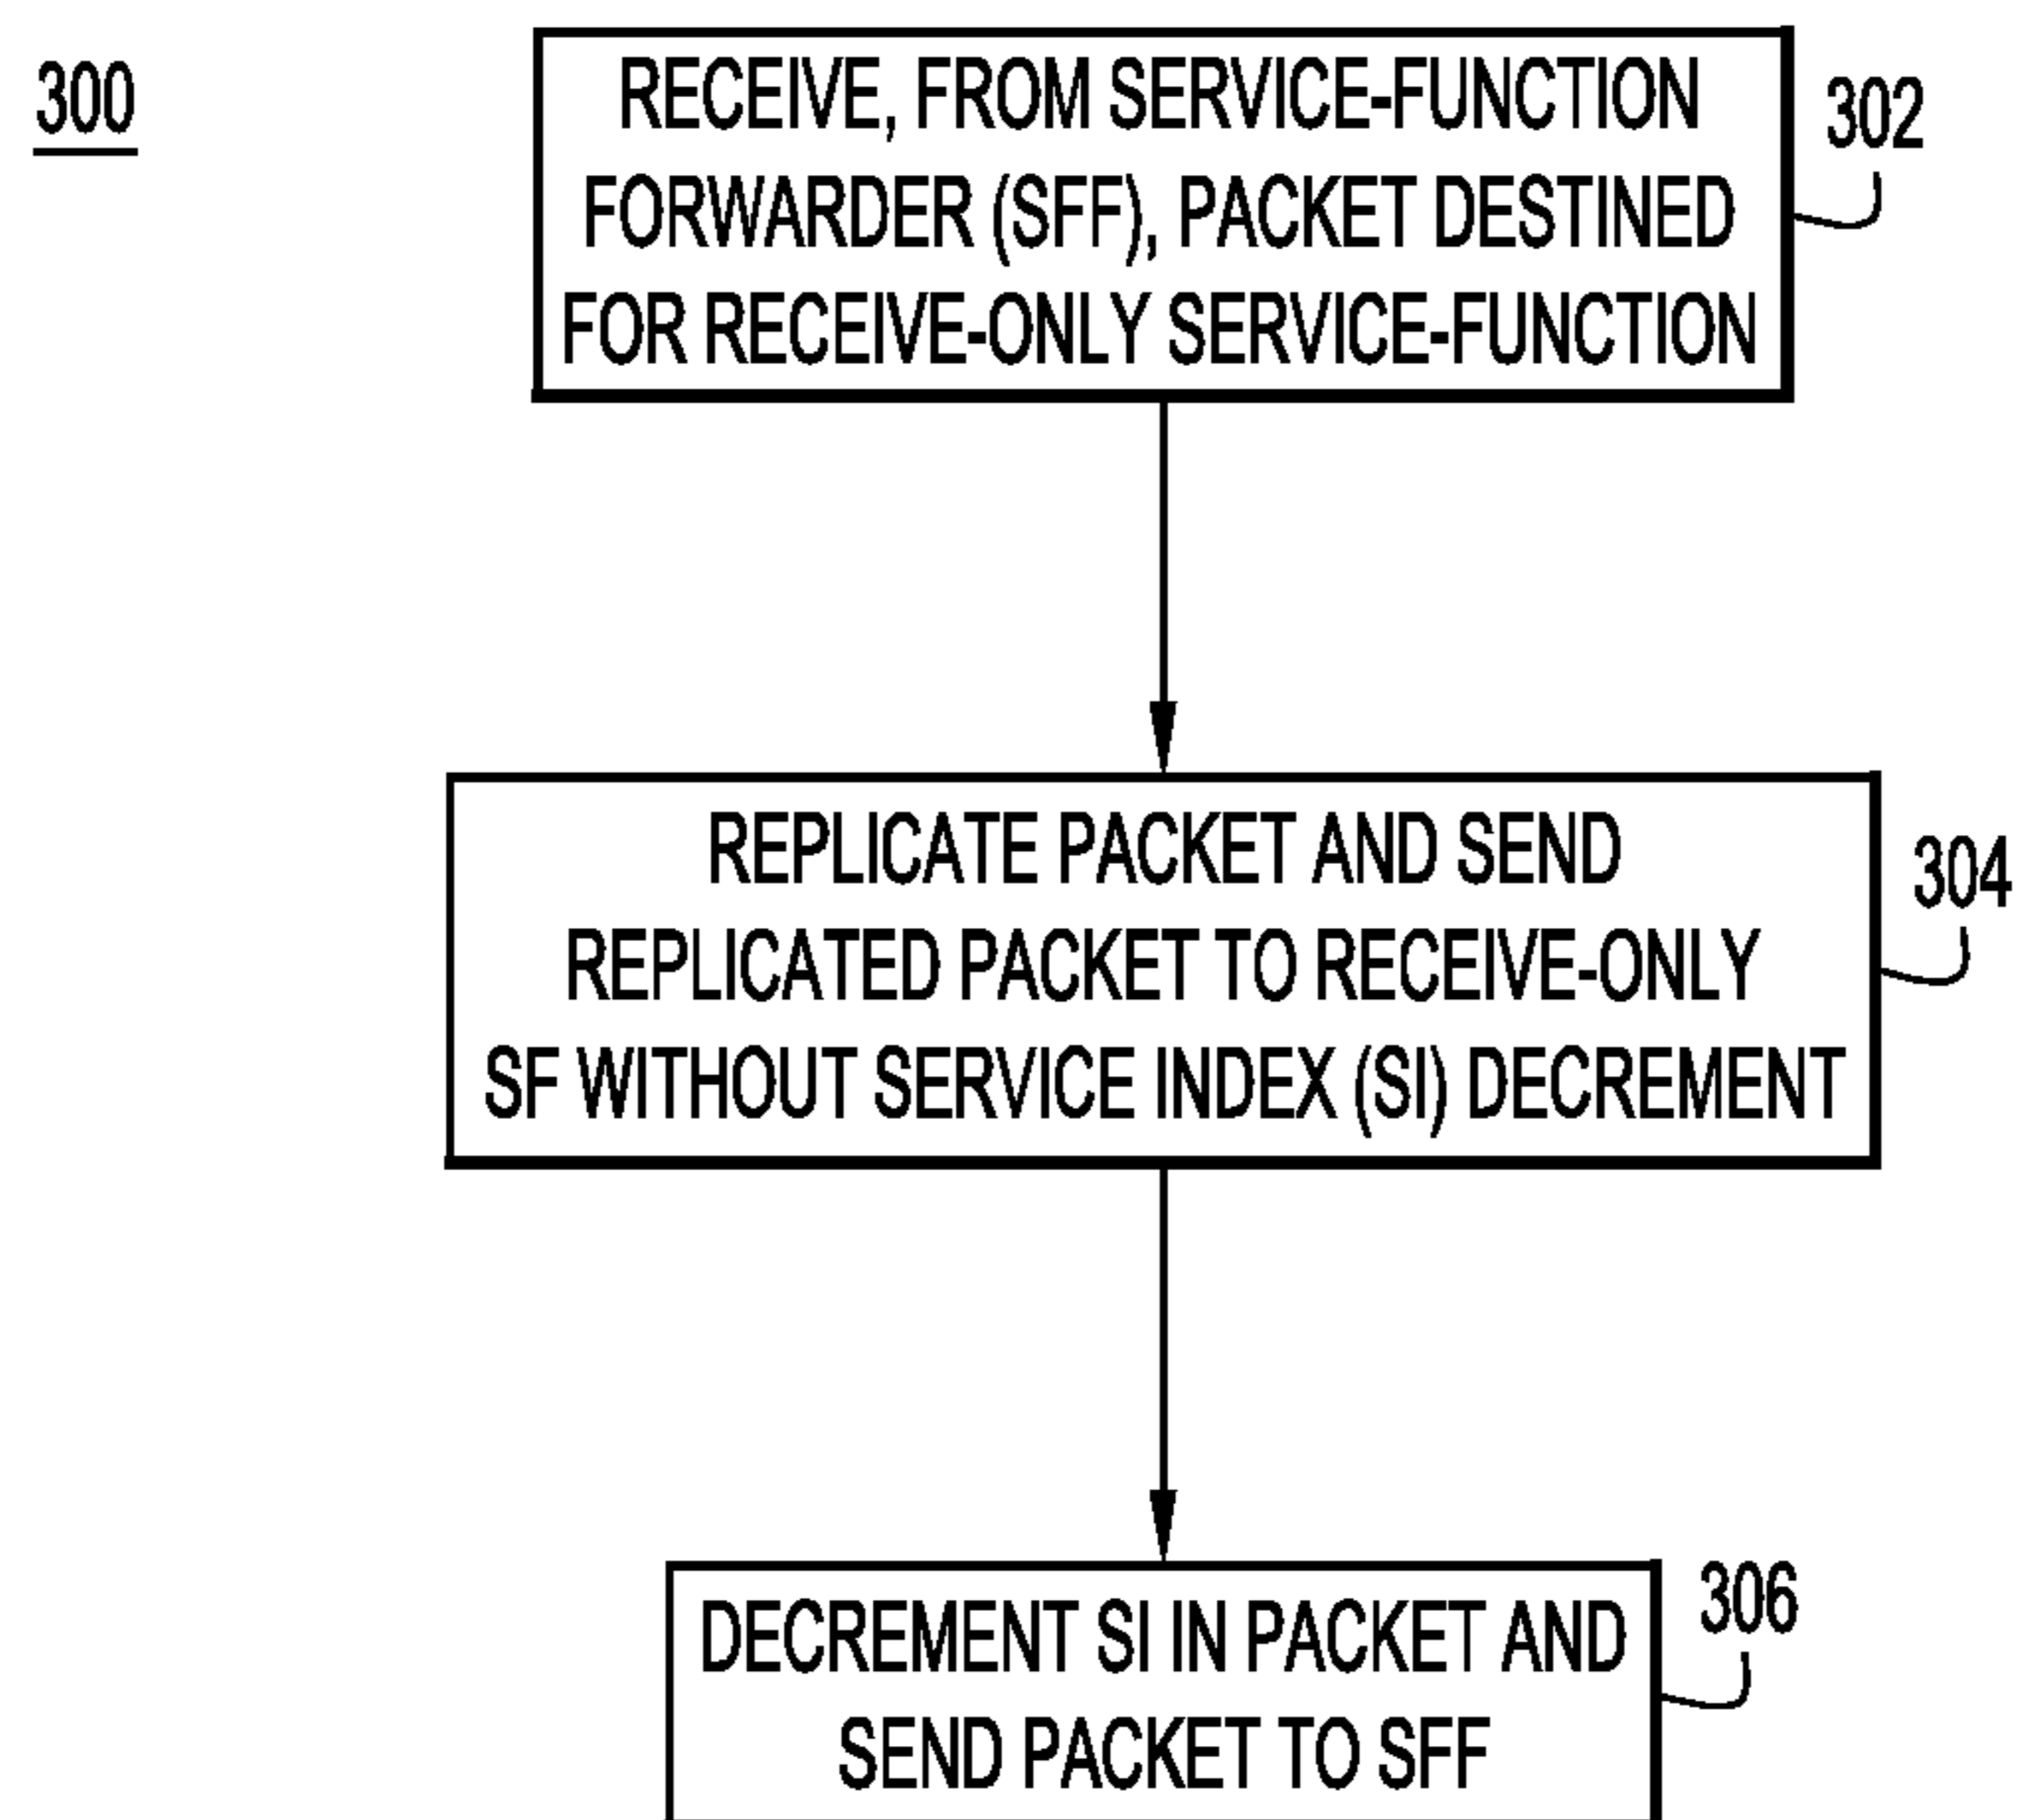 300
RECEIVE, FROM SERVICE-FUNCTION
FORWARDER (SFF), PACKET DESTINED
FOR RECEIVE-ONLY SERVICE-FUNCTION
302
REPLICATE PACKET AND SEND
REPLICATED PACKET TO RECEIVE-ONLY
SF WITHOUT SERVICE INDEX (SI) DECREMENT
304
DECREMENT SI IN PACKET AND
SEND PACKET TO SFF
306